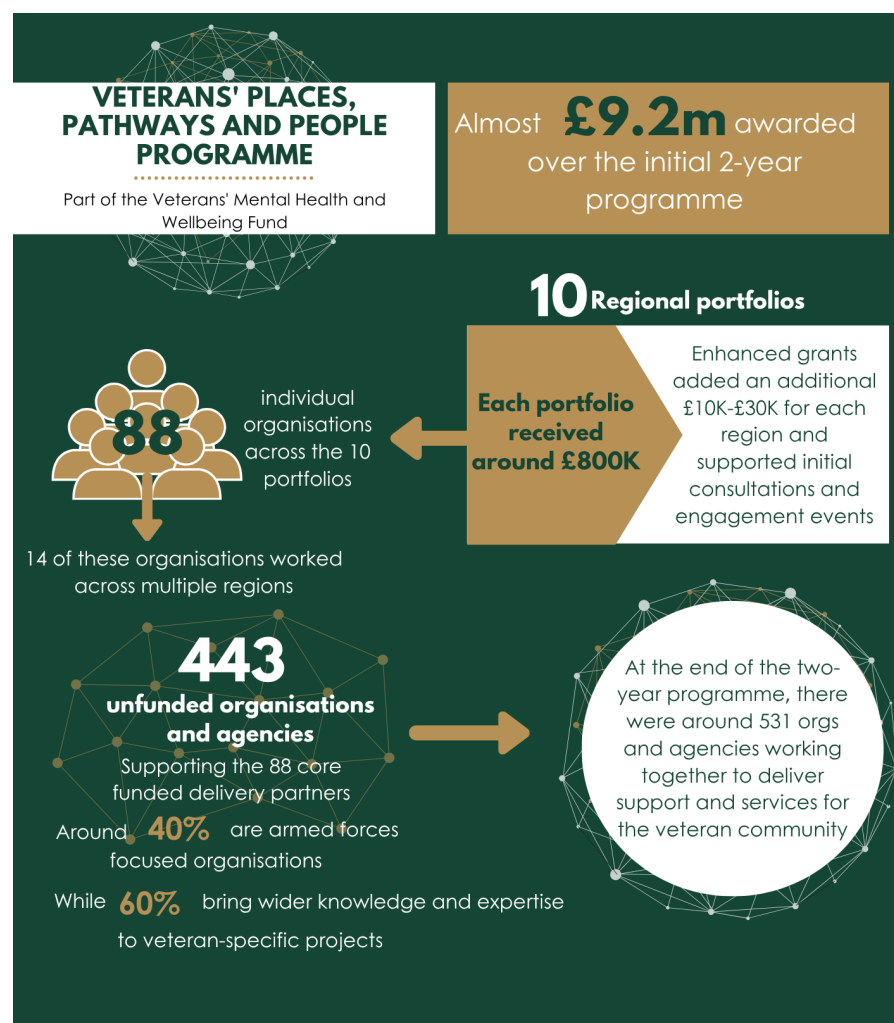 VETERANS' PLACES,
PATHWAYS AND PEOPLE
PROGRAMME
Part of the Veterans' Mental Health and
Wellbeing Fund
Almost £9.2m awarded
over the initial 2-year
programme
10 Regional portfolios
Each portfolio
received
around £800K
Enhanced grants
added an additional
£10K-£30K for each
region and
supported initial
consultations and
engagement events
88
individual
organisations
across the 10
portfolios
14 of these organisations worked
across multiple regions
443
unfunded organisations
and agencies
Supporting the 88 core
funded delivery partners
Around 40% are armed forces
focused organisations
While 60% bring wider knowledge and expertise
to veteran-specific projects
At the end of the two-
year programme, there
were around 531 orgs
and agencies working
together to deliver
support and services for
the veteran community